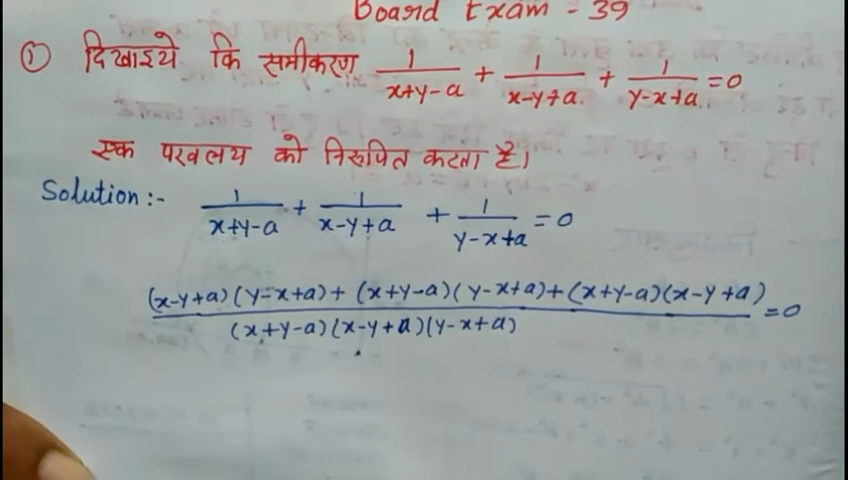 Board Exam - 39
① दिखाइये कि समीकरण 1/(x+y-a) + 1/(x-y+a) + 1/(y-x+a) = 0
एक परवलय को निरूपित करता है।
Solution:- 1/(x+y-a) + 1/(x-y+a) + 1/(y-x+a) = 0
((x-y+a)(y-x+a) + (x+y-a)(y-x+a) + (x+y-a)(x-y+a))/((x+y-a)(x-y+a)(y-x+a)) = 0